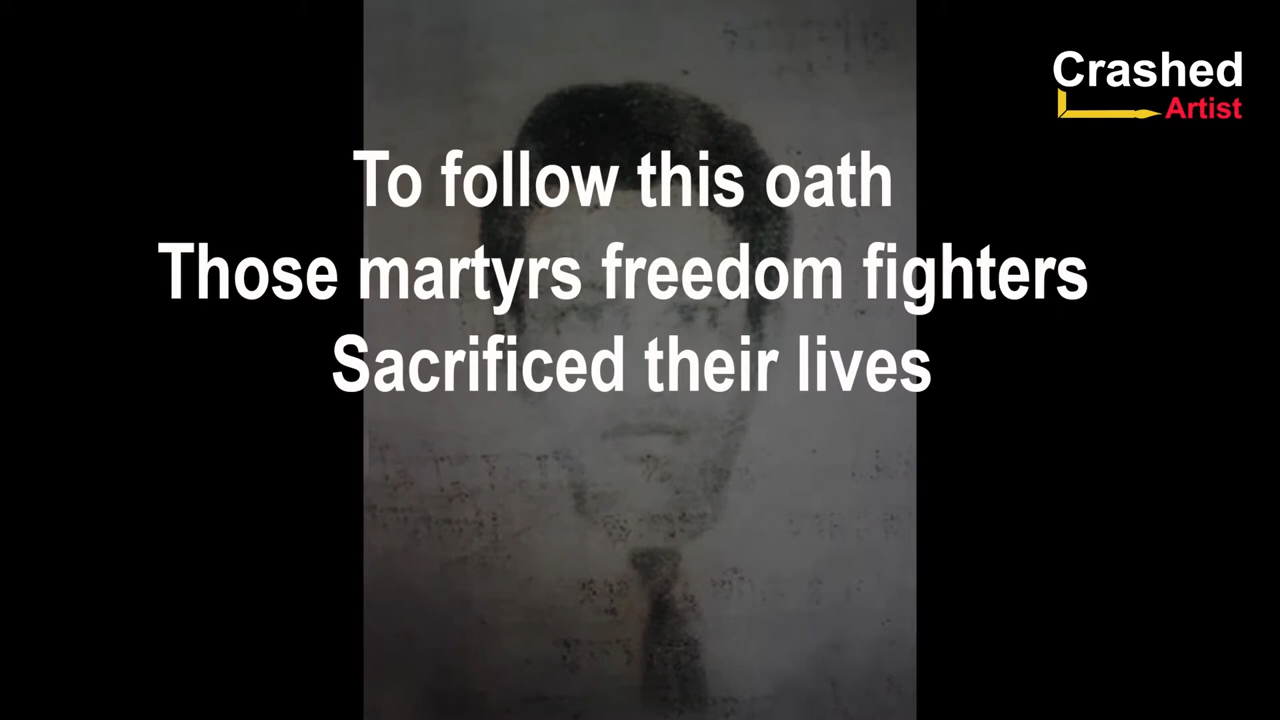 Crashed
Artist
To follow this oath
Those martyrs freedom fighters
Sacrificed their lives